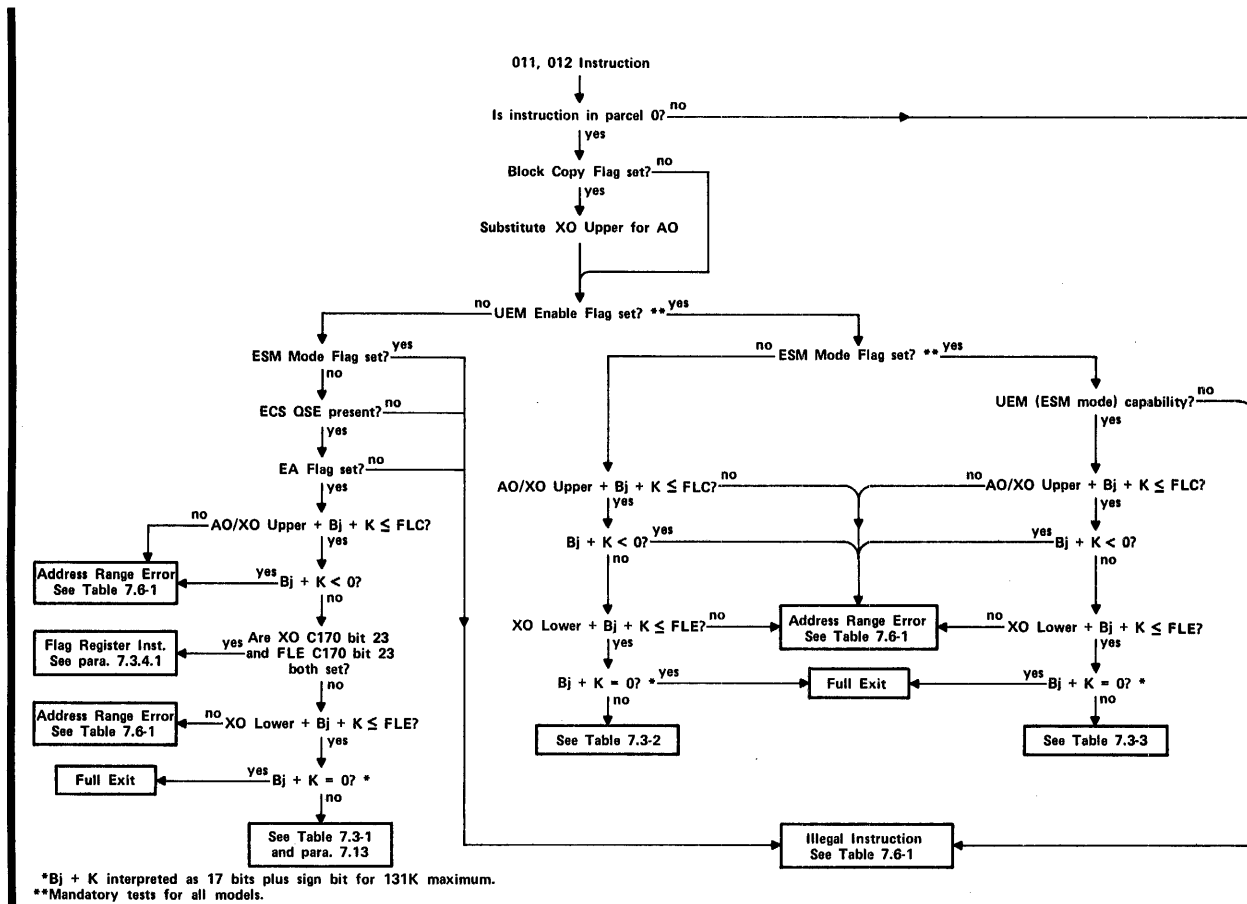 011, 012 Instruction
Is instruction in parcel 0? no
yes
Block Copy Flag set? no
yes
Substitute XO Upper for AO
no UEM Enable Flag set? ** yes
ESM Mode Flag set? yes
no
ECS QSE present? no
yes
EA Flag set? no
yes
no AO/XO Upper + Bj + K ≤ FLC?
yes
Address Range Error
See Table 7.6-1
yes Bj + K < 0?
no
Flag Register Inst.
See para. 7.3.4.1
yes Are XO C170 bit 23
and FLE C170 bit 23
both set?
no
Address Range Error
See Table 7.6-1
no XO Lower + Bj + K ≤ FLE?
yes
Full Exit
yes Bj + K = 0? *
no
See Table 7.3-1
and para. 7.13
no ESM Mode Flag set? ** yes
UEM (ESM mode) capability? no
yes
AO/XO Upper + Bj + K ≤ FLC? no
yes
Bj + K < 0? yes
no
XO Lower + Bj + K ≤ FLE? no
yes
Bj + K = 0? * yes
no
See Table 7.3-2
Address Range Error
See Table 7.6-1
Full Exit
no AO/XO Upper + Bj + K ≤ FLC?
yes
yes Bj + K < 0?
no
no XO Lower + Bj + K ≤ FLE?
yes
yes Bj + K = 0? *
no
See Table 7.3-3
Illegal Instruction
See Table 7.6-1
*Bj + K interpreted as 17 bits plus sign bit for 131K maximum.
**Mandatory tests for all models.